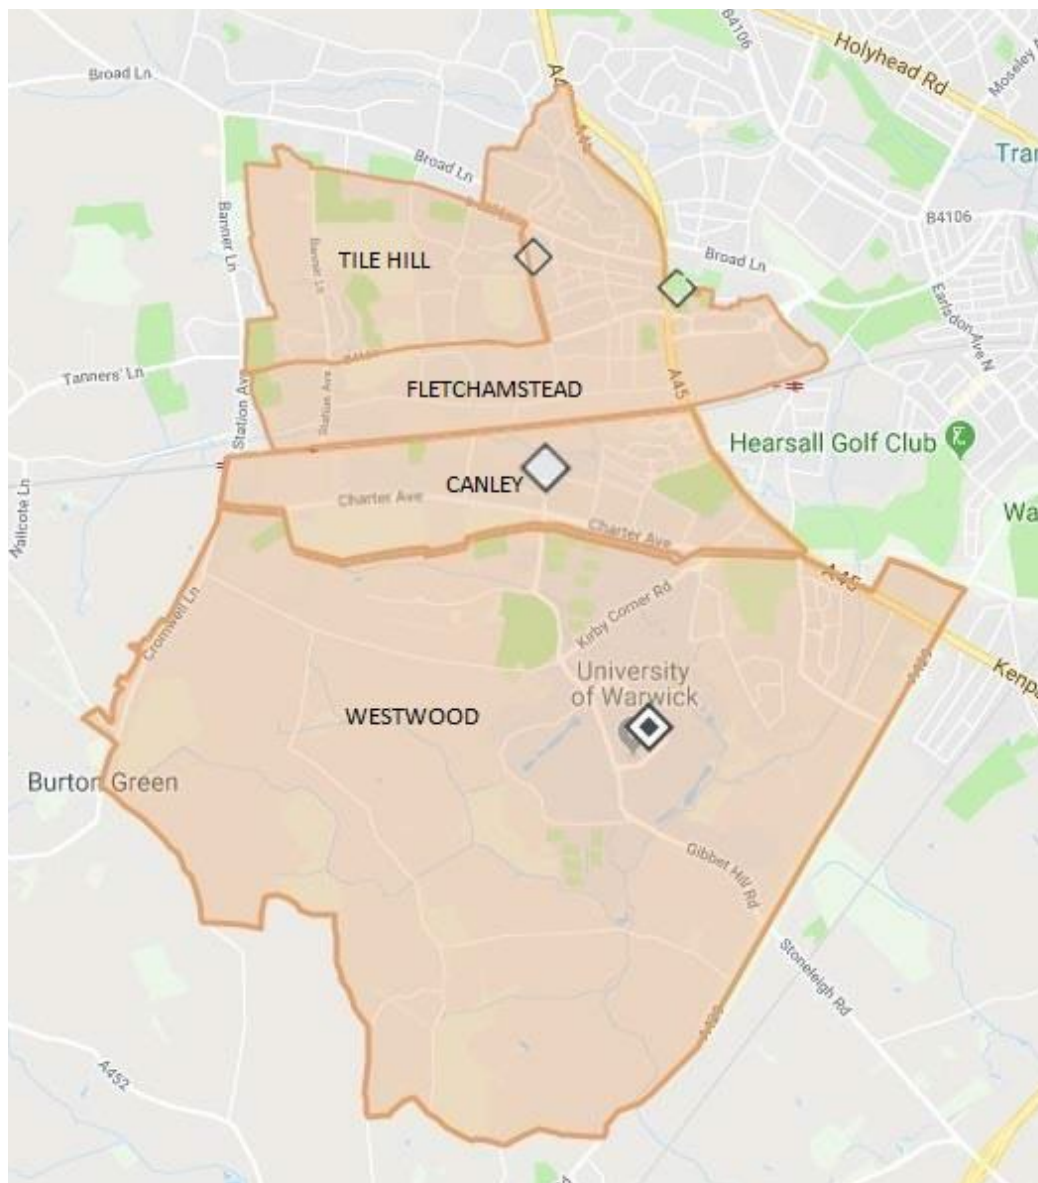 B4106
Holyhead Rd
Broad Ln
Broad Ln
Banner Ln
TILE HILL
Banner Ln
B4106
Broad Ln
Earlsdon Ave N
Tanners' Ln
Station Ave
Station Ave
FLETCHAMSTEAD
A45
Hearsall Golf Club
CANLEY
Charter Ave
Charter Ave
A45
Cromwell Ln
Kirby Corner Rd
University
of Warwick
WESTWOOD
Burton Green
Gibbet Hill Rd
Stoneleigh Rd
A452